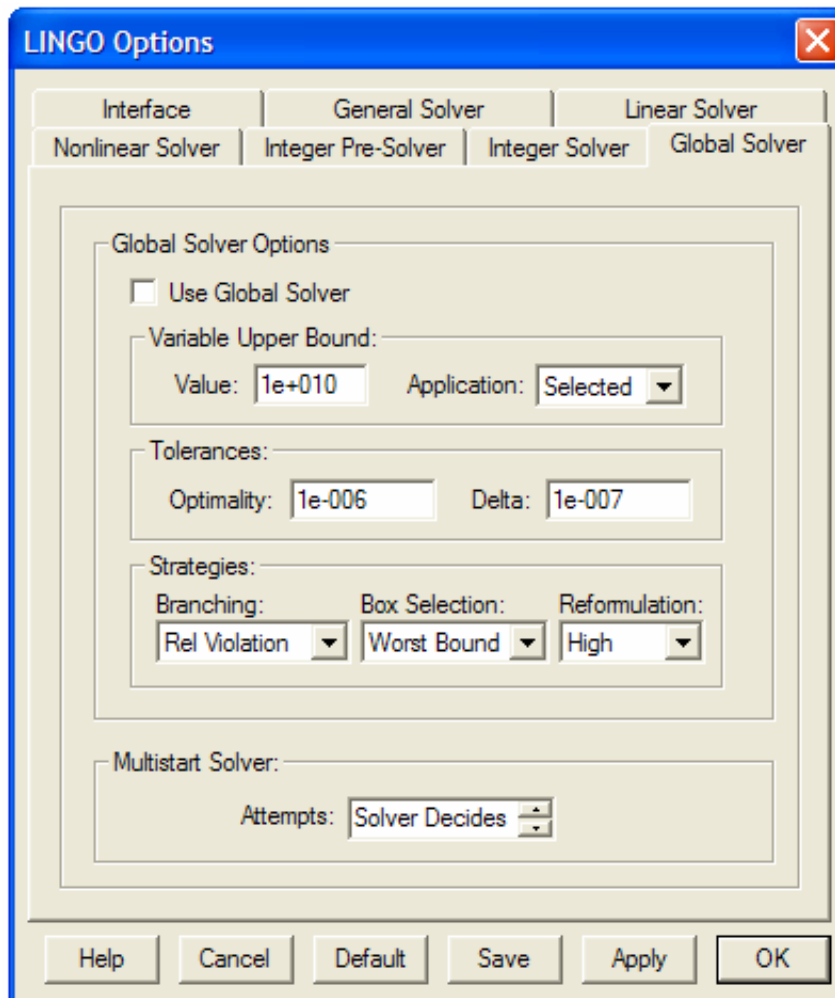 LINGO Options
Interface General Solver Linear Solver
Nonlinear Solver Integer Pre-Solver Integer Solver Global Solver
Global Solver Options
Use Global Solver
Variable Upper Bound:
Value: 1e+010 Application: Selected
Tolerances:
Optimality: 1e-006 Delta: 1e-007
Strategies:
Branching: Box Selection: Reformulation:
Rel Violation Worst Bound High
Multistart Solver:
Attempts: Solver Decides
Help Cancel Default Save Apply OK